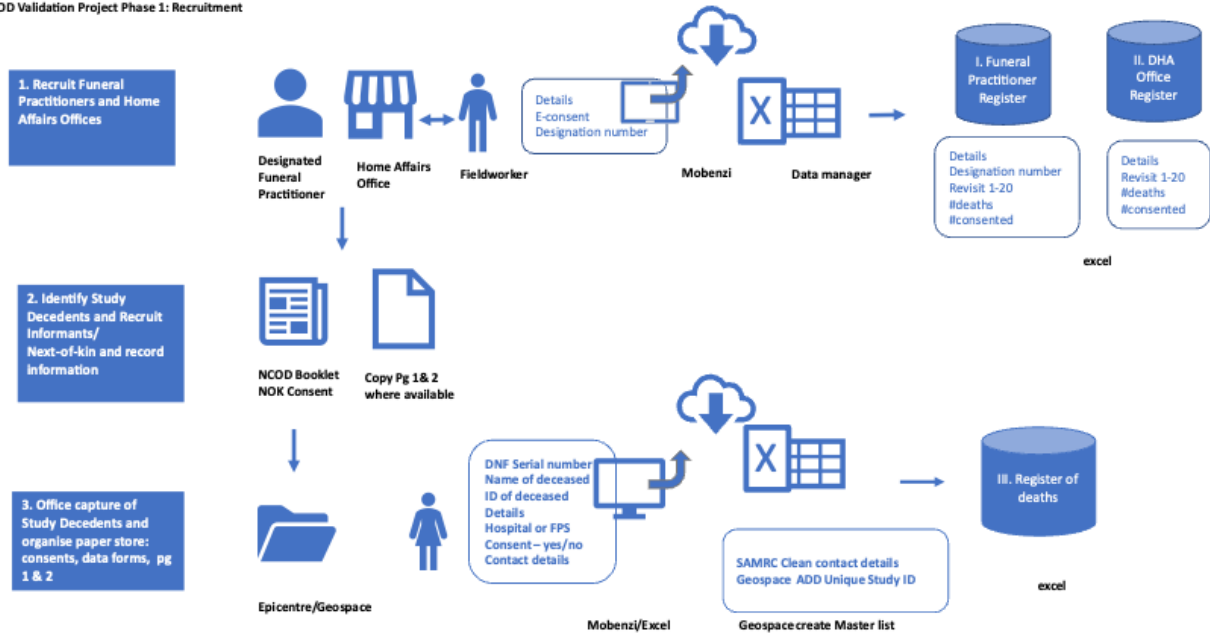 OD Validation Project Phase 1: Recruitment
1. Recruit Funeral
Practitioners and Home
Affairs Offices
Designated
Funeral
Practitioner
Home Affairs
Office
Fieldworker
Details
E-consent
Designation number
Mobenzi
X
Data manager
I. Funeral
Practitioner
Register
II. DHA
Office
Register
Details
Designation number
Revisit 1-20
#deaths
#consented
Details
Revisit 1-20
#deaths
#consented
excel
2. Identify Study
Decedents and Recruit
Informants/
Next-of-kin and record
information
NCOD Booklet
NOK Consent
Copy Pg 1& 2
where available
3. Office capture of
Study Decedents and
organise paper store:
consents, data forms, pg
1 & 2
Epicentre/Geospace
DNF Serial number
Name of deceased
ID of deceased
Details
Hospital or FPS
Consent – yes/no
Contact details
Mobenzi/Excel
X
SAMRC Clean contact details
Geospace ADD Unique Study ID
Geospace create Master list
III. Register of
deaths
excel